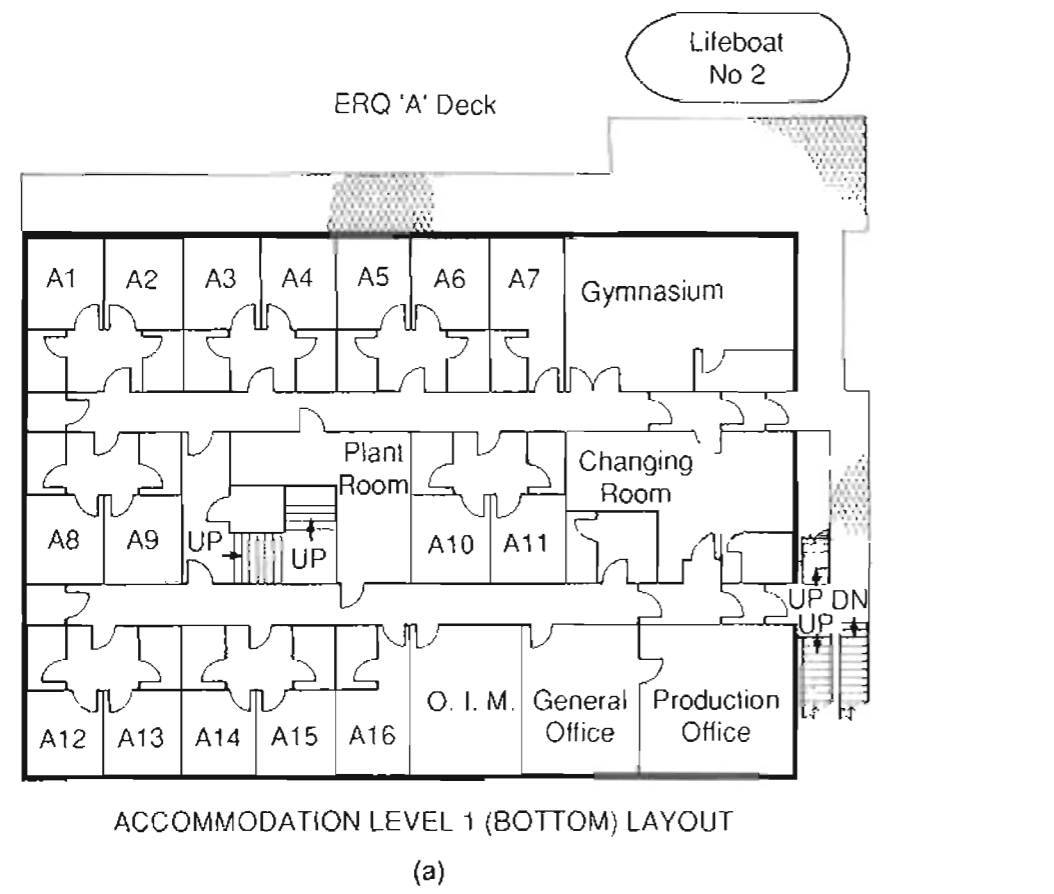 Lifeboat
No 2
ERQ 'A' Deck
A1
A2
A3
A4
A5
A6
A7
Gymnasium
Plant
Room
Changing
Room
A8
A9
UP
UP
A10
A11
UP
DN
UP
A12
A13
A14
A15
A16
O. I. M.
General
Office
Production
Office
ACCOMMODATION LEVEL 1 (BOTTOM) LAYOUT
(a)